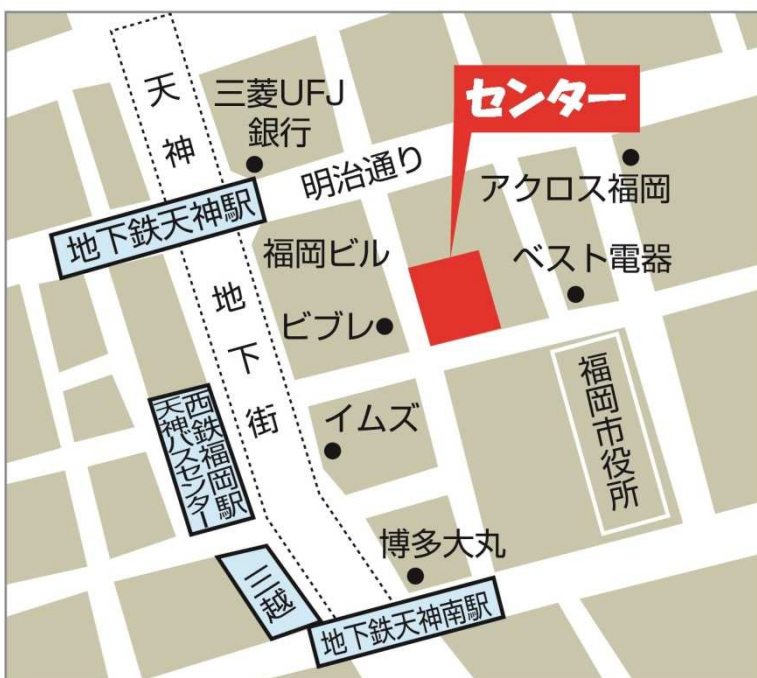 天神地下街
三菱UFJ
銀行
センター
明治通り
アクロス福岡
地下鉄天神駅
福岡ビル
ベスト電器
ビブレ
イムズ
福岡市役所
西鉄福岡駅
天神バスセンター
博多大丸
三越
地下鉄天神南駅